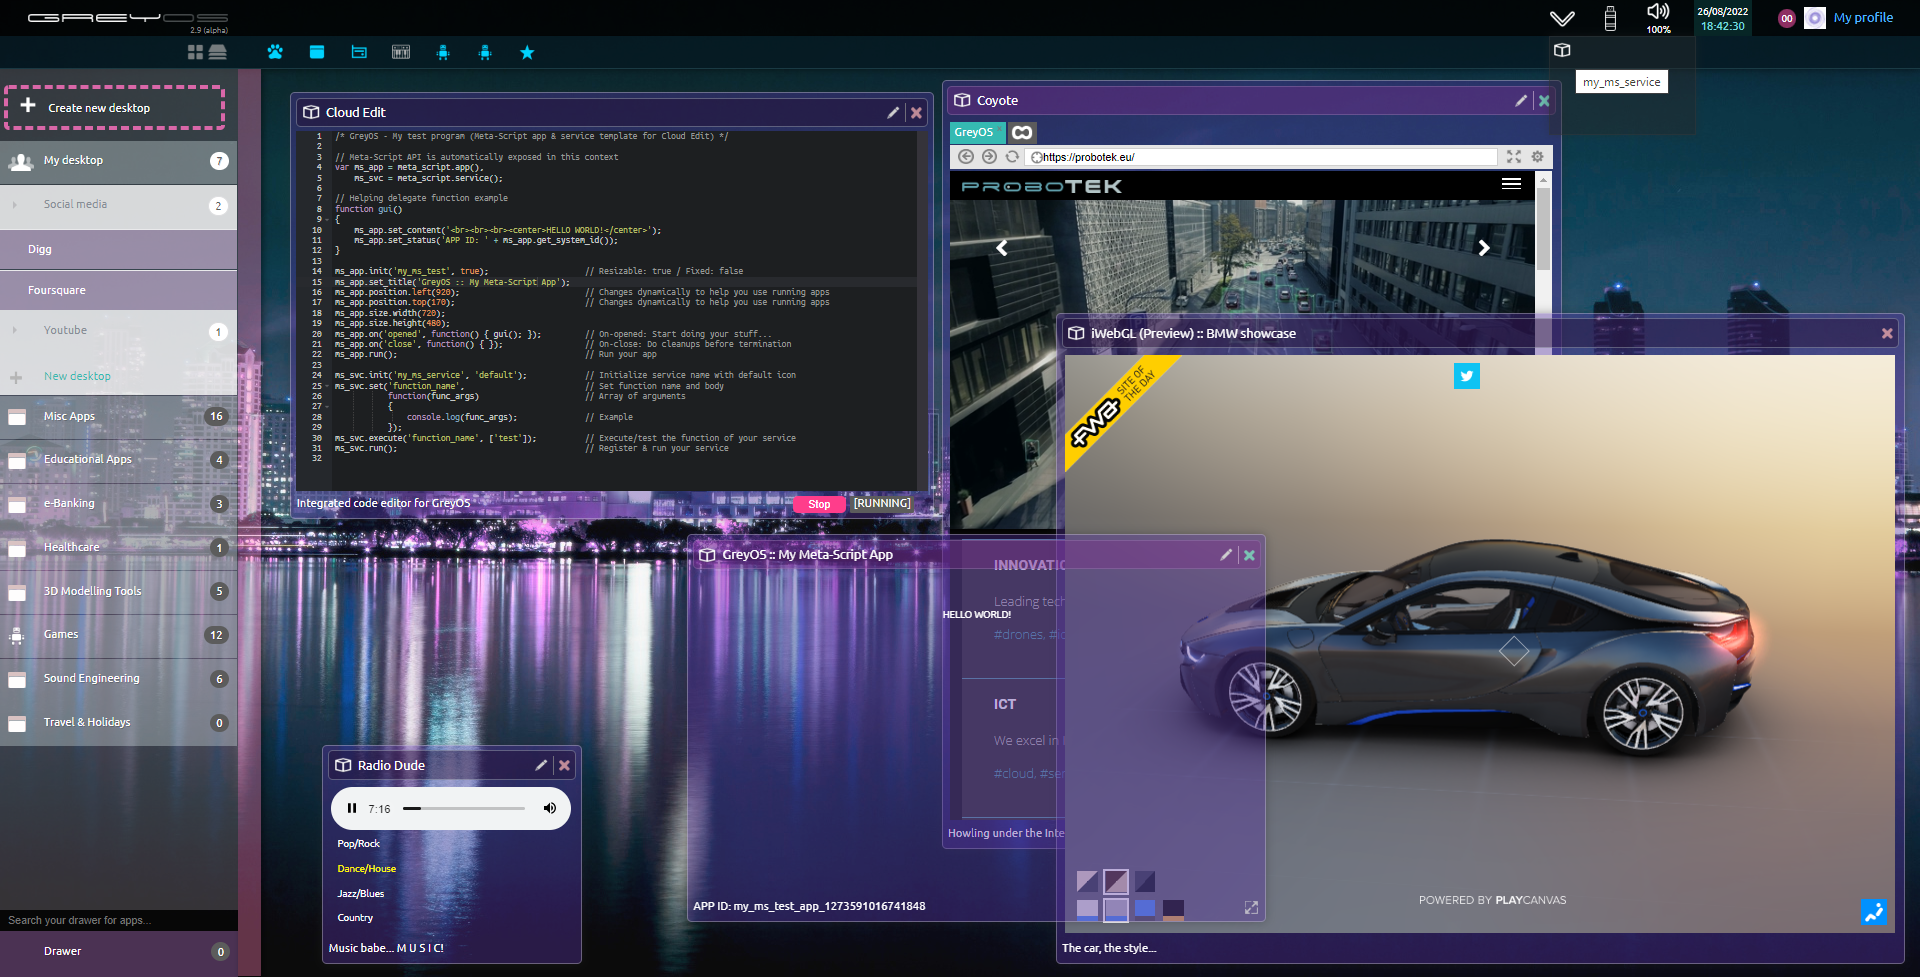 GREYOS
2.9 (alpha)
100%
26/08/2022
18:42:30
00
My profile
my_ms_service
Create new desktop
My desktop
7
Social media
2
Digg
Foursquare
Youtube
1
New desktop
Misc Apps
16
Educational Apps
4
e-Banking
3
Healthcare
1
3D Modelling Tools
5
Games
12
Sound Engineering
6
Travel & Holidays
0
Search your drawer for apps...
Drawer
0
Cloud Edit
1 /* GreyOS - My test program (Meta-Script app & service template for Cloud Edit) */
2
3 // Meta-Script API is automatically exposed in this context
4 var ms_app = meta_script.app(),
5 ms_svc = meta_script.service();
6
7 // Helping delegate function example
8 function gui()
9 {
10 ms_app.set_content('<br><br><br><center>HELLO WORLD!</center>');
11 ms_app.set_status('APP ID: ' + ms_app.get_system_id());
12 }
13
14 ms_app.init('my_ms_test', true); // Resizable: true / Fixed: false
15 ms_app.set_title('GreyOS :: My Meta-Script App');
16 ms_app.position.left(920); // Changes dynamically to help you use running apps
17 ms_app.position.top(170); // Changes dynamically to help you use running apps
18 ms_app.size.width(720);
19 ms_app.size.height(480);
20 ms_app.on('opened', function() { gui(); }); // On-opened: Start doing your stuff...
21 ms_app.on('close', function() { }); // On-close: Do cleanups before termination
22 ms_app.run(); // Run your app
23
24 ms_svc.init('my_ms_service', 'default'); // Initialize service name with default icon
25 ms_svc.set('function_name', // Set function name and body
26 function(func_args) // Array of arguments
27 {
28 console.log(func_args); // Example
29 });
30 ms_svc.execute('function_name', ['test']); // Execute/test the function of your service
31 ms_svc.run(); // Register & run your service
32
Integrated code editor for GreyOS
Stop
[RUNNING]
Coyote
GreyOS
https://probotek.eu/
PROBOTEK
INNOVATIO
Leading tech
#drones, #io
ICT
We excel in
#cloud, #ser
Howling under the Inte
GreyOS :: My Meta-Script App
HELLO WORLD!
APP ID: my_ms_test_app_1273591016741848
iWebGL (Preview) :: BMW showcase
FWA
SITE OF
THE DAY
POWERED BY PLAYCANVAS
The car, the style...
Radio Dude
7:16
Pop/Rock
Dance/House
Jazz/Blues
Country
Music babe... M U S I C!